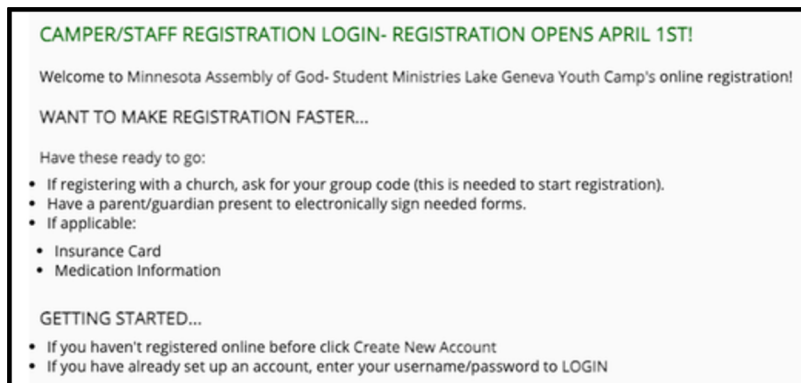 CAMPER/STAFF REGISTRATION LOGIN- REGISTRATION OPENS APRIL 1ST!
Welcome to Minnesota Assembly of God- Student Ministries Lake Geneva Youth Camp's online registration!
WANT TO MAKE REGISTRATION FASTER...
Have these ready to go:
• If registering with a church, ask for your group code (this is needed to start registration).
• Have a parent/guardian present to electronically sign needed forms.
• If applicable:
• Insurance Card
• Medication Information
GETTING STARTED...
• If you haven't registered online before click Create New Account
• If you have already set up an account, enter your username/password to LOGIN